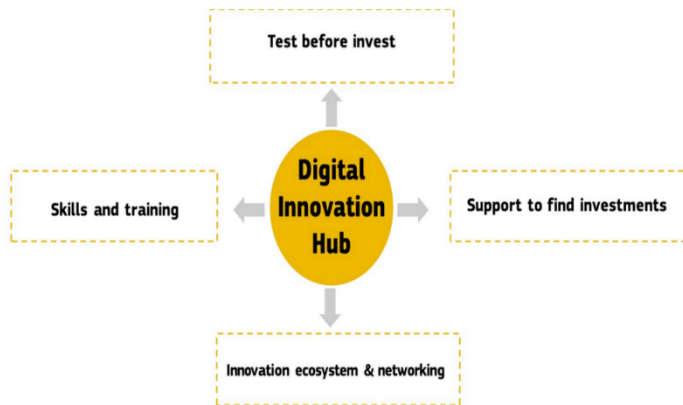 Test before invest
Skills and training
Digital
Innovation
Hub
Support to find investments
Innovation ecosystem & networking